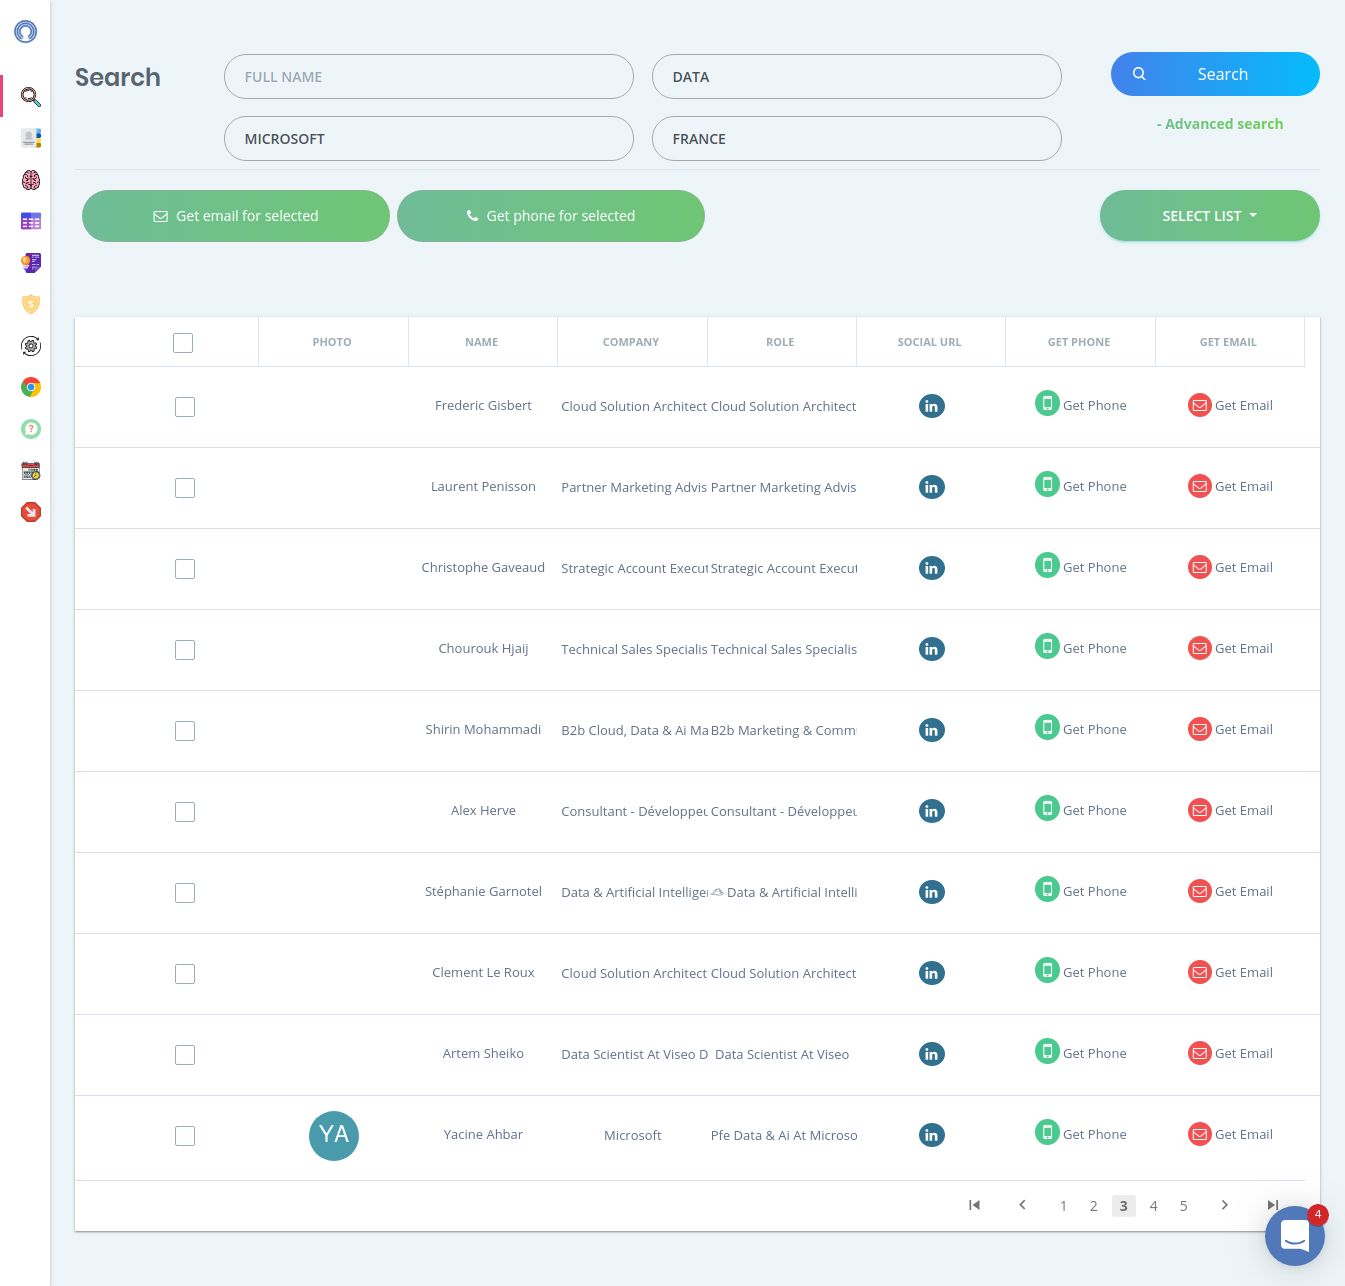 Search
FULL NAME
DATA
Search
MICROSOFT
FRANCE
- Advanced search
Get email for selected
Get phone for selected
SELECT LIST
PHOTO NAME COMPANY ROLE SOCIAL URL GET PHONE GET EMAIL
Frederic Gisbert Cloud Solution Architect Cloud Solution Architect in Get Phone Get Email
Laurent Penisson Partner Marketing Advis Partner Marketing Advis in Get Phone Get Email
Christophe Gaveaud Strategic Account Execut Strategic Account Execut in Get Phone Get Email
Chourouk Hjaij Technical Sales Specialis Technical Sales Specialis in Get Phone Get Email
Shirin Mohammadi B2b Cloud, Data & Ai Ma B2b Marketing & Comm in Get Phone Get Email
Alex Herve Consultant - Développeu Consultant - Développeu in Get Phone Get Email
Stéphanie Garnotel Data & Artificial Intellige Data & Artificial Intelli in Get Phone Get Email
Clement Le Roux Cloud Solution Architect Cloud Solution Architect in Get Phone Get Email
Artem Sheiko Data Scientist At Viseo D Data Scientist At Viseo in Get Phone Get Email
YA Yacine Ahbar Microsoft Pfe Data & Ai At Microso in Get Phone Get Email
1 2 3 4 5
4